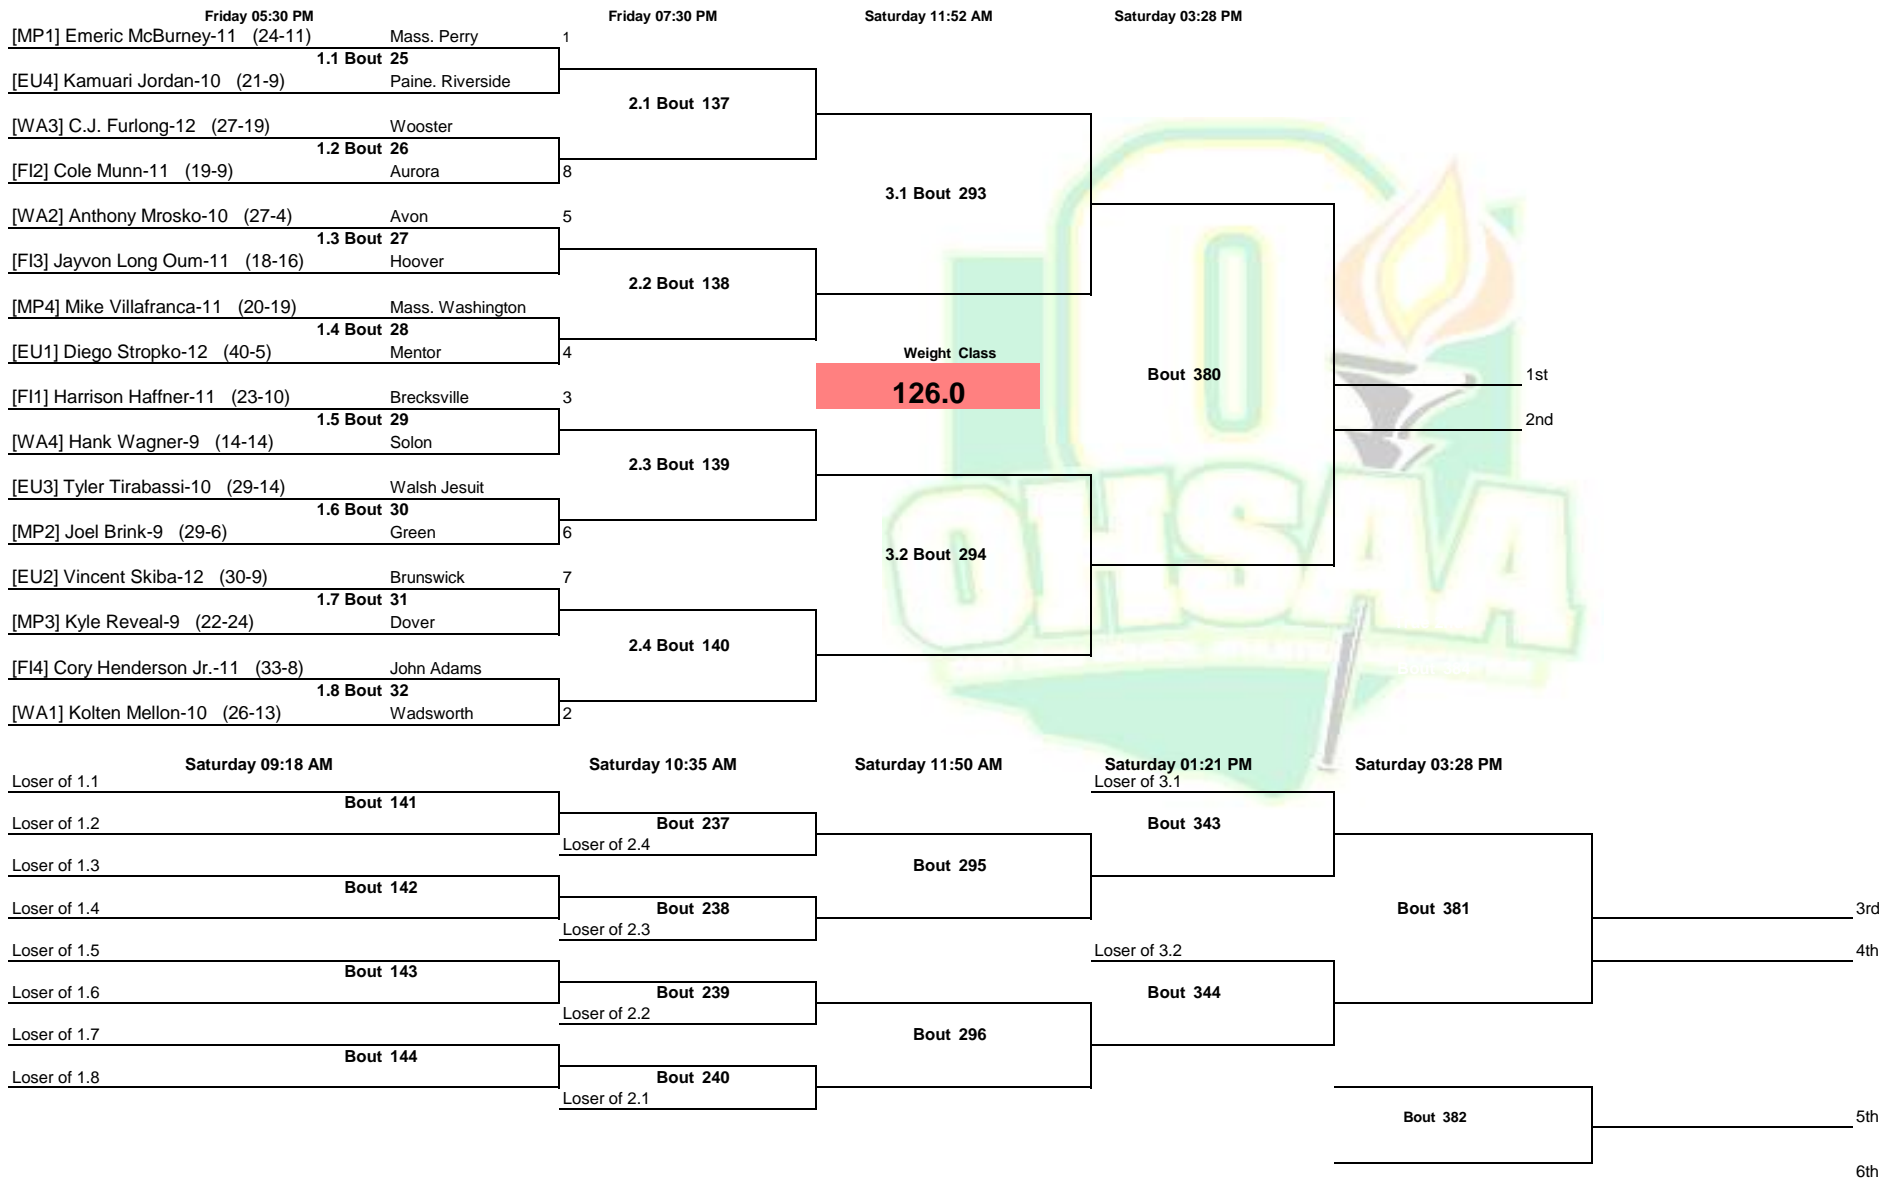 Friday 05:30 PM Friday 07:30 PM Saturday 11:52 AM Saturday 03:28 PM
[MP1] Emeric McBurney-11 (24-11) Mass. Perry 1
1.1 Bout 25
[EU4] Kamuari Jordan-10 (21-9) Paine. Riverside
2.1 Bout 137
[WA3] C.J. Furlong-12 (27-19) Wooster
1.2 Bout 26
[FI2] Cole Munn-11 (19-9) Aurora 8
3.1 Bout 293
[WA2] Anthony Mrosko-10 (27-4) Avon 5
1.3 Bout 27
[FI3] Jayvon Long Oum-11 (18-16) Hoover
2.2 Bout 138
[MP4] Mike Villafranca-11 (20-19) Mass. Washington
1.4 Bout 28
[EU1] Diego Stropko-12 (40-5) Mentor 4
Weight Class
Bout 380 1st
126.0
[FI1] Harrison Haffner-11 (23-10) Brecksville 3
1.5 Bout 29 2nd
[WA4] Hank Wagner-9 (14-14) Solon
2.3 Bout 139
[EU3] Tyler Tirabassi-10 (29-14) Walsh Jesuit
1.6 Bout 30
[MP2] Joel Brink-9 (29-6) Green 6
OHSAA
3.2 Bout 294
[EU2] Vincent Skiba-12 (30-9) Brunswick 7
1.7 Bout 31
[MP3] Kyle Reveal-9 (22-24) Dover
2.4 Bout 140
[FI4] Cory Henderson Jr.-11 (33-8) John Adams
1.8 Bout 32
[WA1] Kolten Mellon-10 (26-13) Wadsworth 2
Saturday 09:18 AM Saturday 10:35 AM Saturday 11:50 AM Saturday 01:21 PM Saturday 03:28 PM
Loser of 1.1 Loser of 3.1
Bout 141
Loser of 1.2 Bout 237 Bout 343
Loser of 2.4
Loser of 1.3 Bout 295
Bout 142
Loser of 1.4 Bout 238 Bout 381 3rd
Loser of 2.3
Loser of 1.5 Loser of 3.2 4th
Bout 143
Loser of 1.6 Bout 239 Bout 344
Loser of 2.2
Loser of 1.7 Bout 296
Bout 144
Loser of 1.8 Bout 240
Loser of 2.1
Bout 382 5th
6th